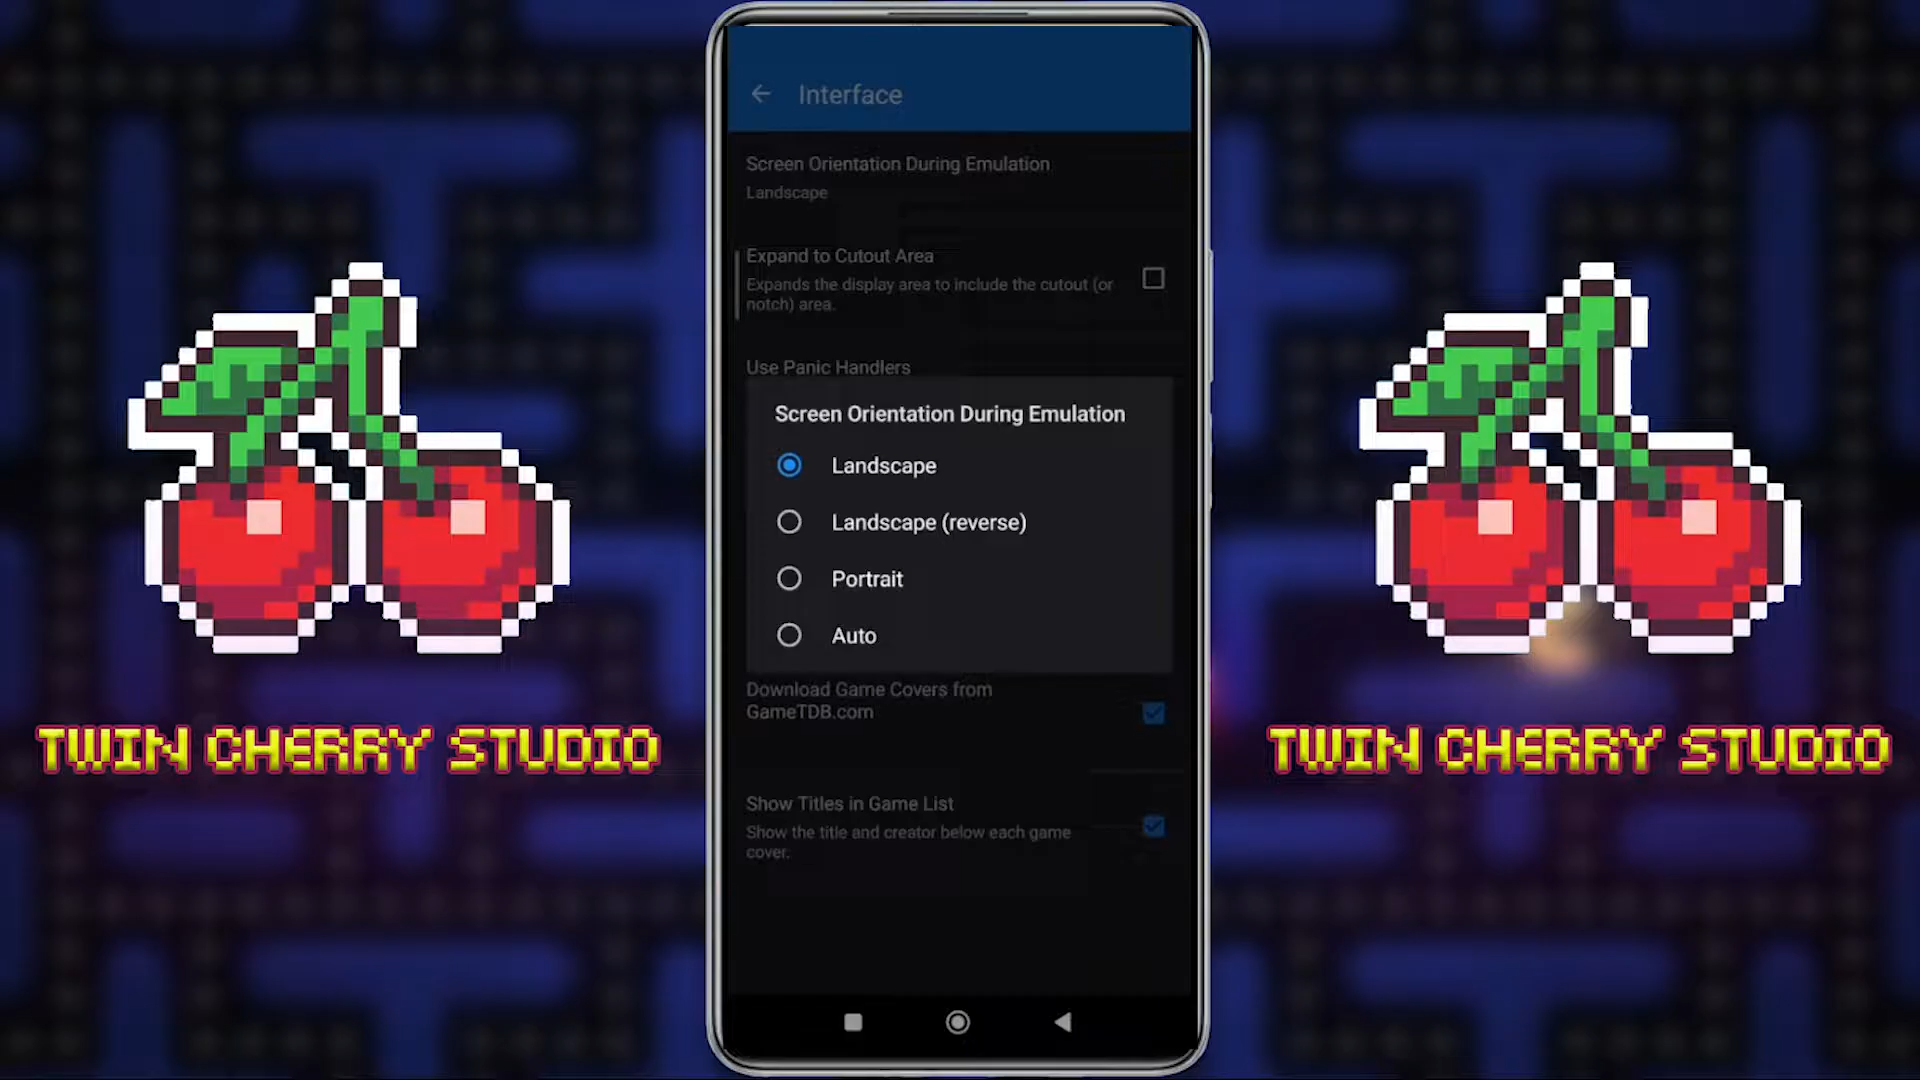 Interface
Screen Orientation During Emulation
Landscape
Expand to Cutout Area
Expands the display area to include the cutout (or
notch) area.
Use Panic Handlers
Screen Orientation During Emulation
Landscape
Landscape (reverse)
Portrait
Auto
Download Game Covers from
GameTDB.com
Show Titles in Game List
Show the title and creator below each game
cover.
TWIN CHERRY STUDIO
TWIN CHERRY STUDIO